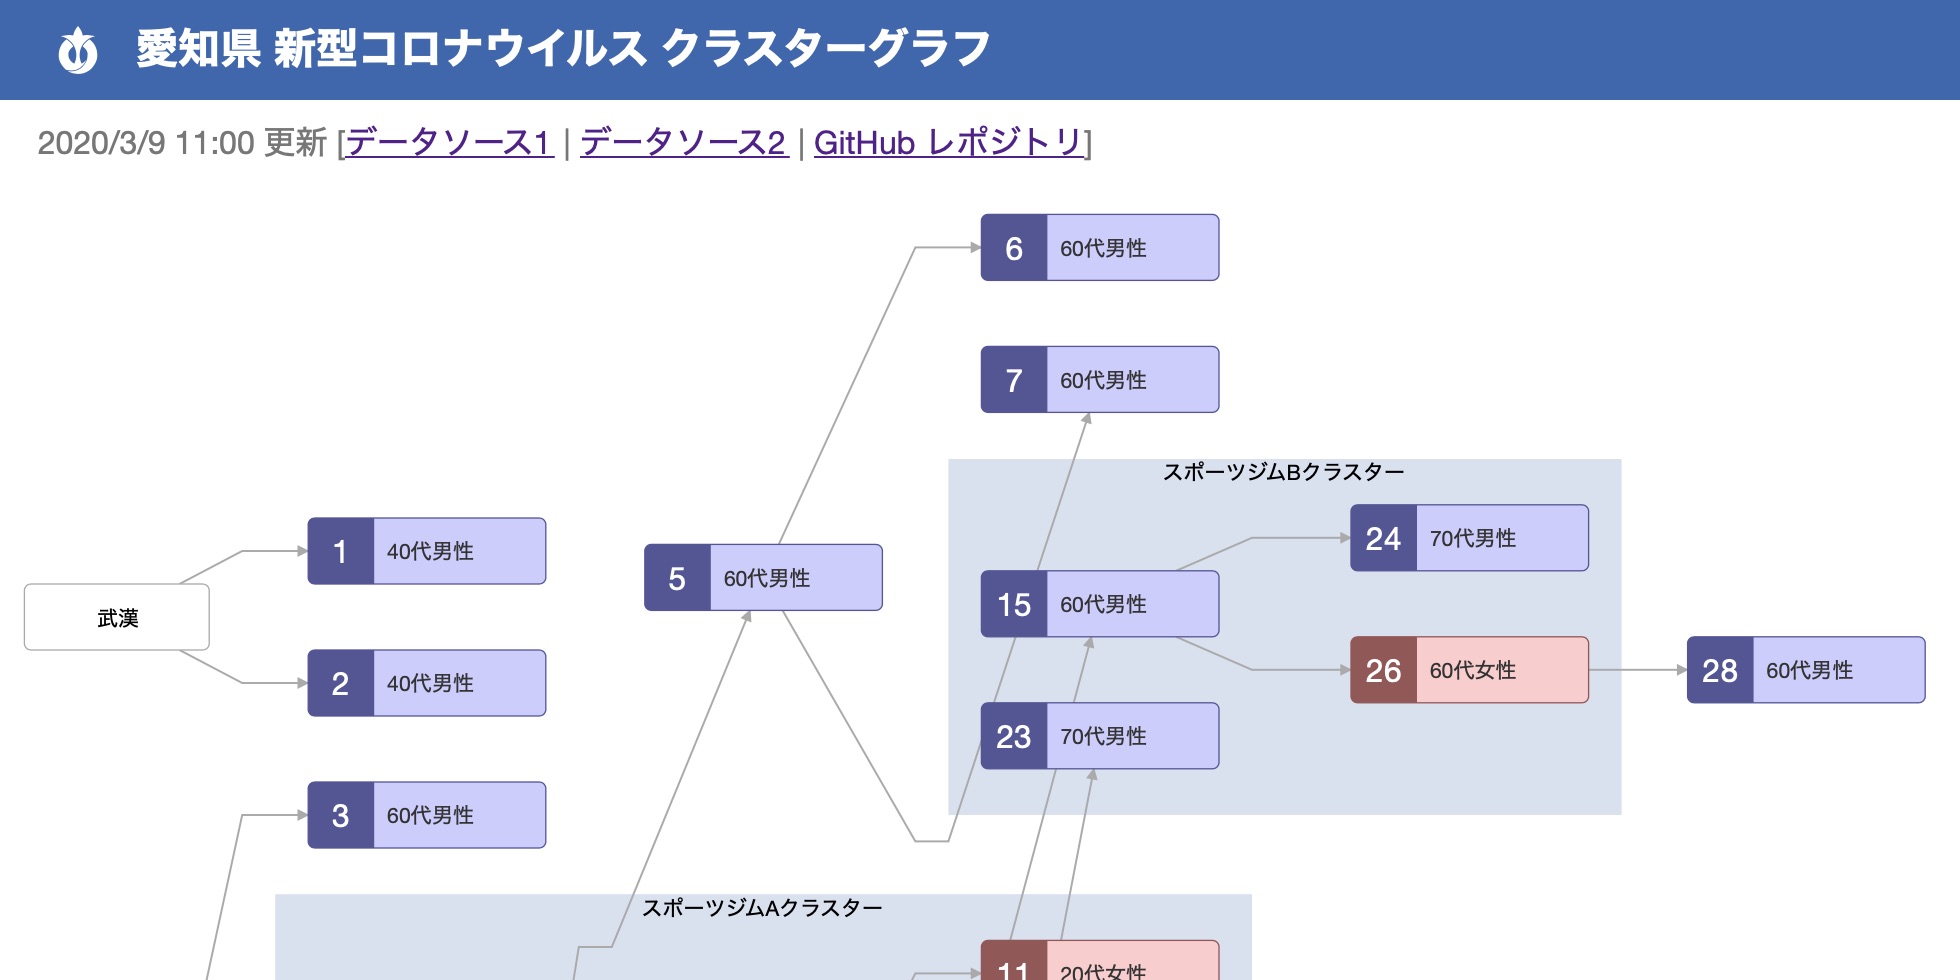 愛知県 新型コロナウイルス クラスターグラフ
2020/3/9 11:00 更新 [データソース1 | データソース2 | GitHub レポジトリ]
6 60代男性
7 60代男性
スポーツジムBクラスター
24 70代男性
1 40代男性
5 60代男性
15 60代男性
武漢
26 60代女性
28 60代男性
2 40代男性
23 70代男性
3 60代男性
スポーツジムAクラスター
11 20代女性